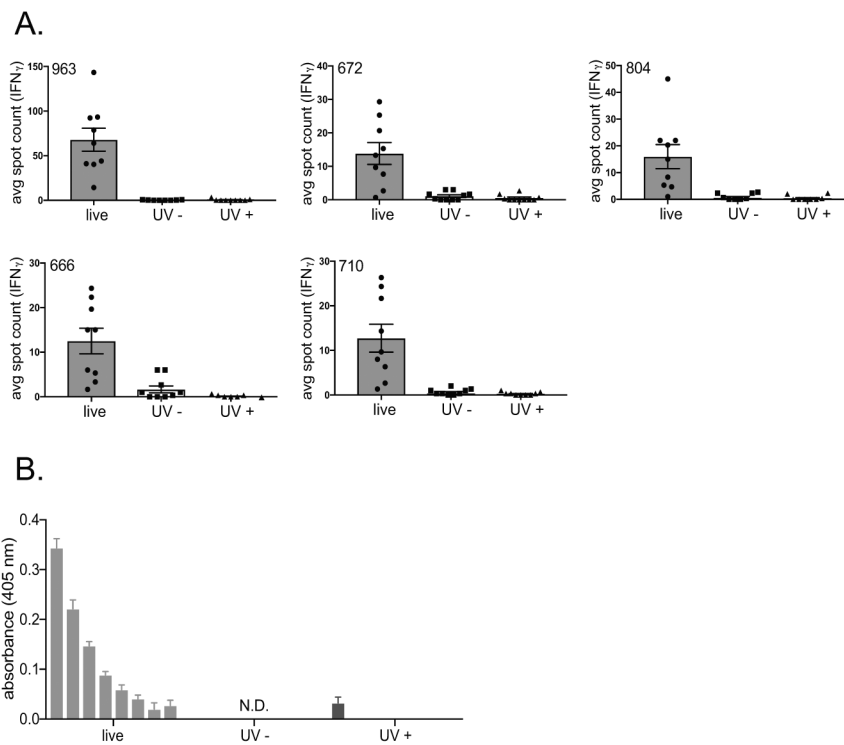 A.
963
avg spot count (IFNγ)
150
100
50
0
live UV - UV +
672
avg spot count (IFNγ)
40
30
20
10
0
live UV - UV +
804
avg spot count (IFNγ)
50
40
30
20
10
0
live UV - UV +
666
avg spot count (IFNγ)
30
20
10
0
live UV - UV +
710
avg spot count (IFNγ)
30
20
10
0
live UV - UV +
B.
absorbance (405 nm)
0.4
0.3
0.2
0.1
0.0
N.D.
live UV - UV +